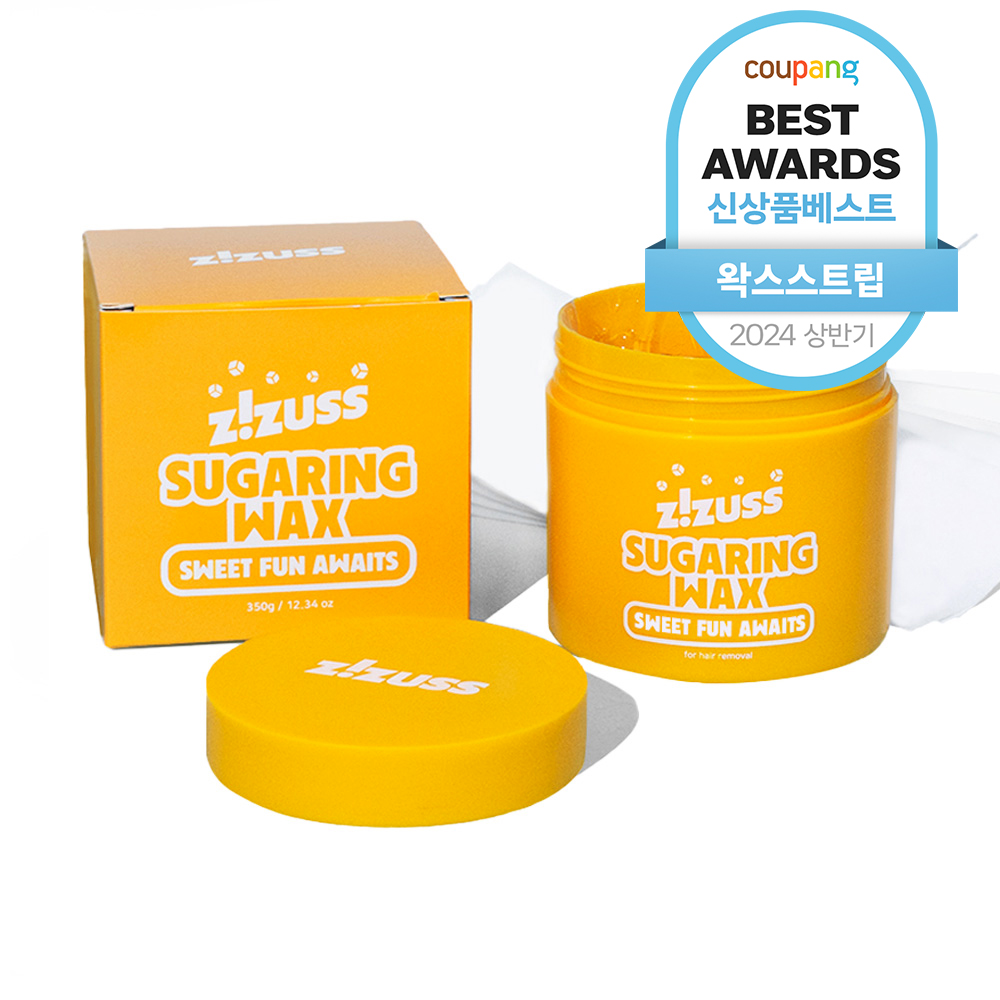 coupang
BEST
AWARDS
신상품베스트
왁스스트립
2024 상반기
z!zuss
z!zuss
SUGARING
WAX
SWEET FUN AWAITS
350g / 12.34 oz
z!zuss
SUGARING
WAX
SWEET FUN AWAITS
for hair removal
z!zuss